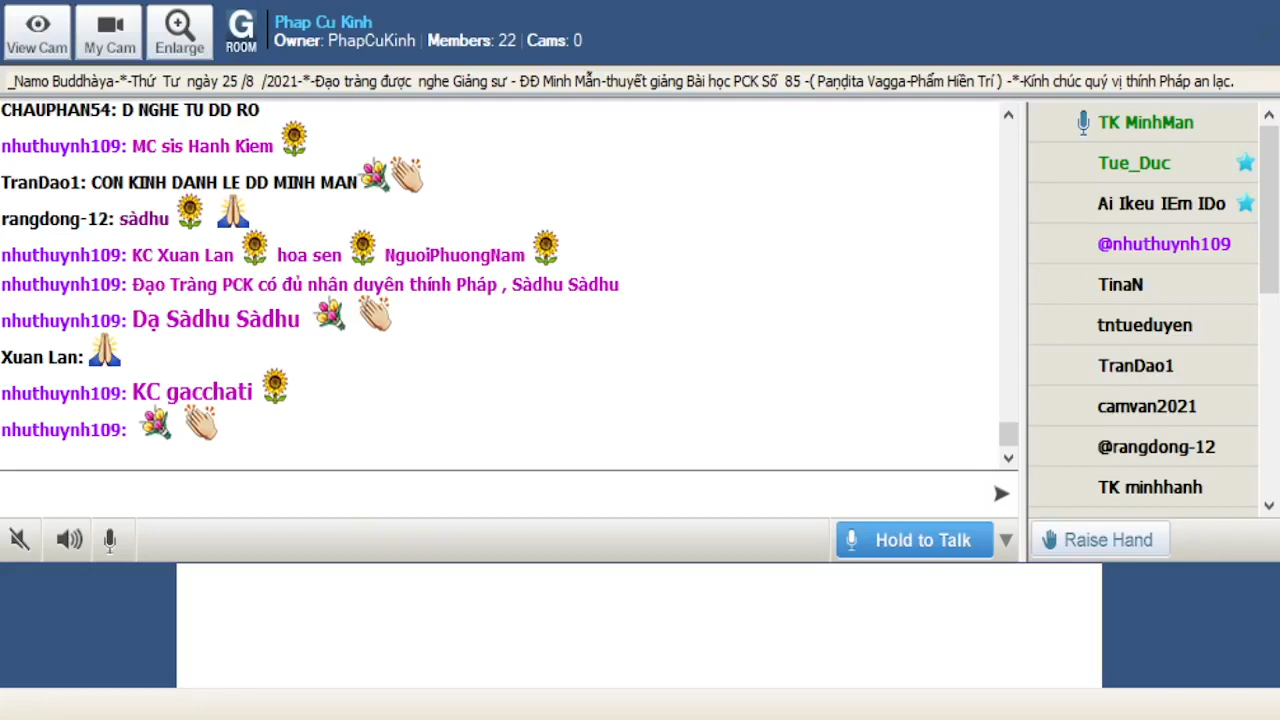 View Cam
My Cam
Enlarge
G
ROOM
Phap Cu Kinh
Owner: PhapCuKinh | Members: 22 | Cams: 0
_Namo Buddhàya-*-Thứ Tư ngày 25 /8 /2021-*-Đạo tràng được nghe Giảng sư - ĐĐ Minh Mẫn-thuyết giảng Bài học PCK Số 85 -( Paṇḍita Vagga-Phẩm Hiền Trí ) -*-Kính chúc quý vị thính Pháp an lạc.
CHAUPHAN54: D NGHE TU DD RO
nhuthuynh109: MC sis Hanh Kiem
TranDao1: CON KINH DANH LE DD MINH MAN
rangdong-12: sàdhu
nhuthuynh109: KC Xuan Lan hoa sen NguoiPhuongNam
nhuthuynh109: Đạo Tràng PCK có đủ nhân duyên thính Pháp , Sàdhu Sàdhu
nhuthuynh109: Dạ Sàdhu Sàdhu
Xuan Lan:
nhuthuynh109: KC gacchati
nhuthuynh109:
TK MinhMan
Tue_Duc
Ai Ikeu IEm IDo
@nhuthuynh109
TinaN
tntueduyen
TranDao1
camvan2021
@rangdong-12
TK minhhanh
Hold to Talk
Raise Hand